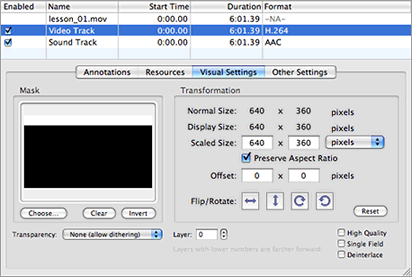 Enabled Name Start Time Duration Format
lesson_01.mov 0:00.00 6:01.39 -NA-
Video Track 0:00.00 6:01.39 H.264
Sound Track 0:00.00 6:01.39 AAC
Annotations Resources Visual Settings Other Settings
Mask
Transformation
Normal Size: 640 x 360 pixels
Display Size: 640 x 360 pixels
Scaled Size: 640 x 360 pixels
Preserve Aspect Ratio
Offset: 0 x 0 pixels
Flip/Rotate:
Choose... Clear Invert
Reset
Transparency: None (allow dithering) Layer: 0
Layers with lower numbers are farther forward.
High Quality
Single Field
Deinterlace